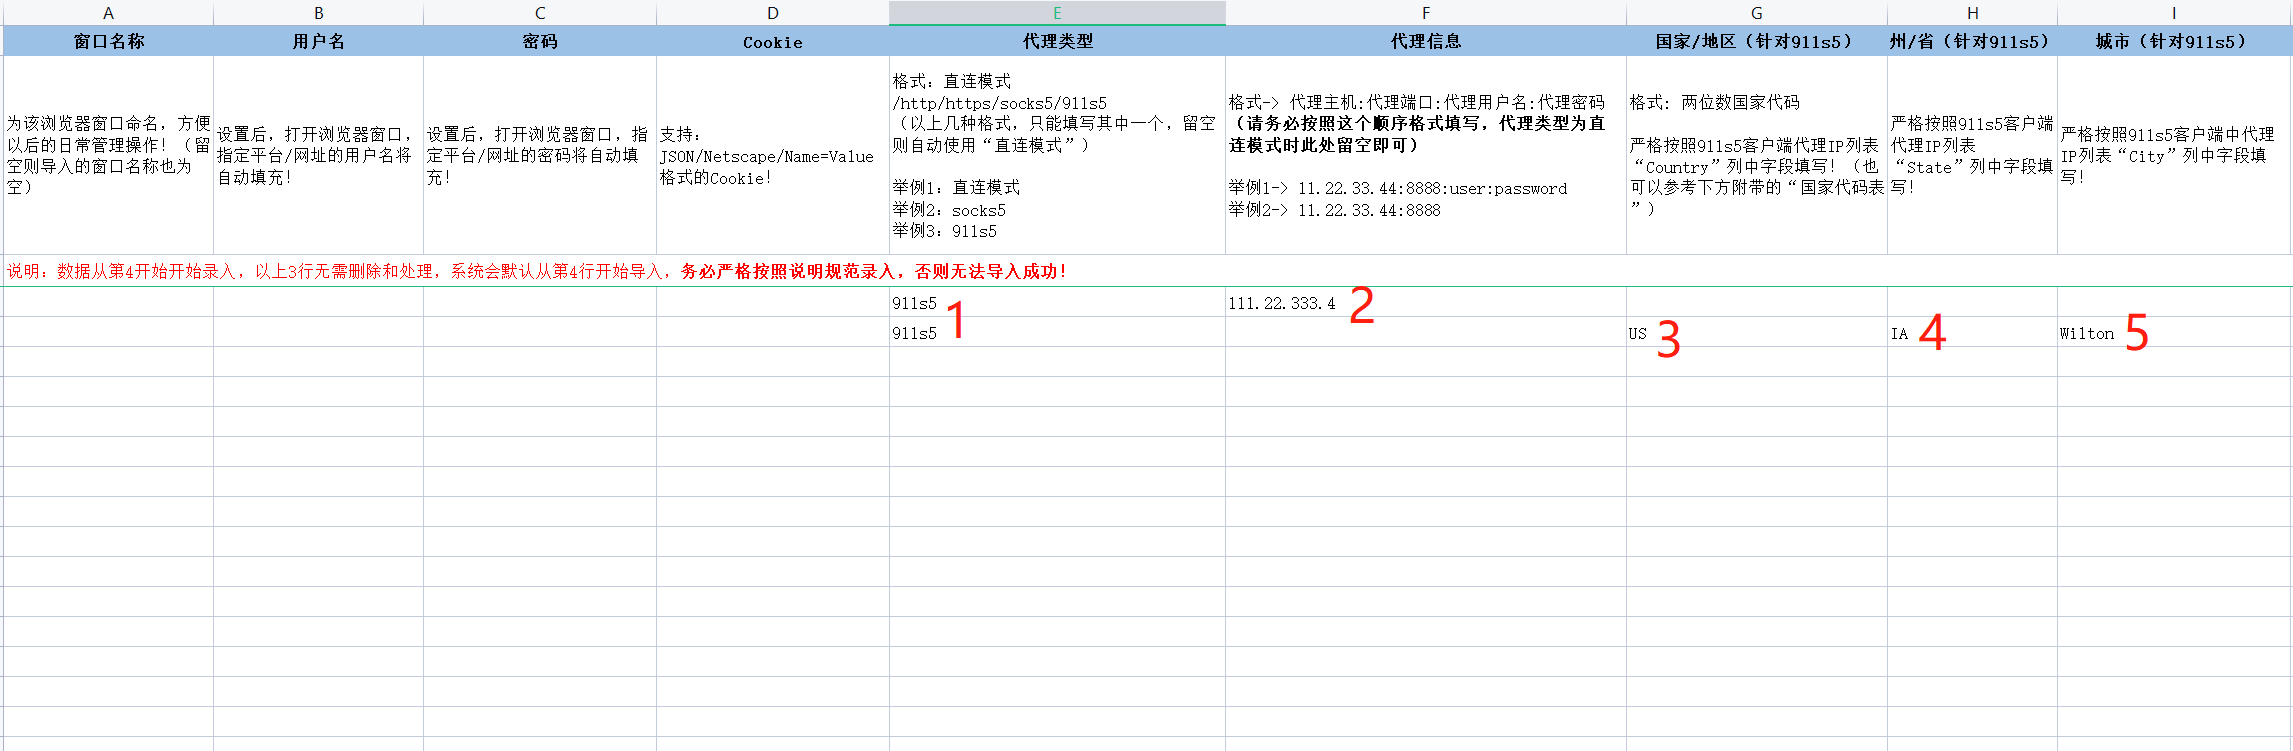 A B C D E F G H I
窗口名称 用户名 密码 Cookie 代理类型 代理信息 国家/地区（针对911s5） 州/省（针对911s5） 城市（针对911s5）
为该浏览器窗口命名，方便
以后的日常管理操作！（留
空则导入的窗口名称也为
空）
设置后，打开浏览器窗口，
指定平台/网址的用户名将
自动填充！
设置后，打开浏览器窗口，指
定平台/网址的密码将自动填
充！
支持：
JSON/Netscape/Name=Value
格式的Cookie！
格式：直连模式
/http/https/socks5/911s5
（以上几种格式，只能填写其中一个，留空
则自动使用“直连模式”）
举例1：直连模式
举例2：socks5
举例3：911s5
格式-> 代理主机:代理端口:代理用户名:代理密码
（请务必按照这个顺序格式填写，代理类型为直
连模式时此处留空即可）
举例1-> 11.22.33.44:8888:user:password
举例2-> 11.22.33.44:8888
格式: 两位数国家代码
严格按照911s5客户端代理IP列表
“Country”列中字段填写！（也
可以参考下方附带的“国家代码表
”）
严格按照911s5客户端
代理IP列表
“State”列中字段填
写！
严格按照911s5客户端中代理
IP列表“City”列中字段填
写！
说明：数据从第4开始开始录入，以上3行无需删除和处理，系统会默认从第4行开始导入，务必严格按照说明规范录入，否则无法导入成功！
911s5 1 111.22.333.4 2
911s5 US 3 IA 4 Wilton 5